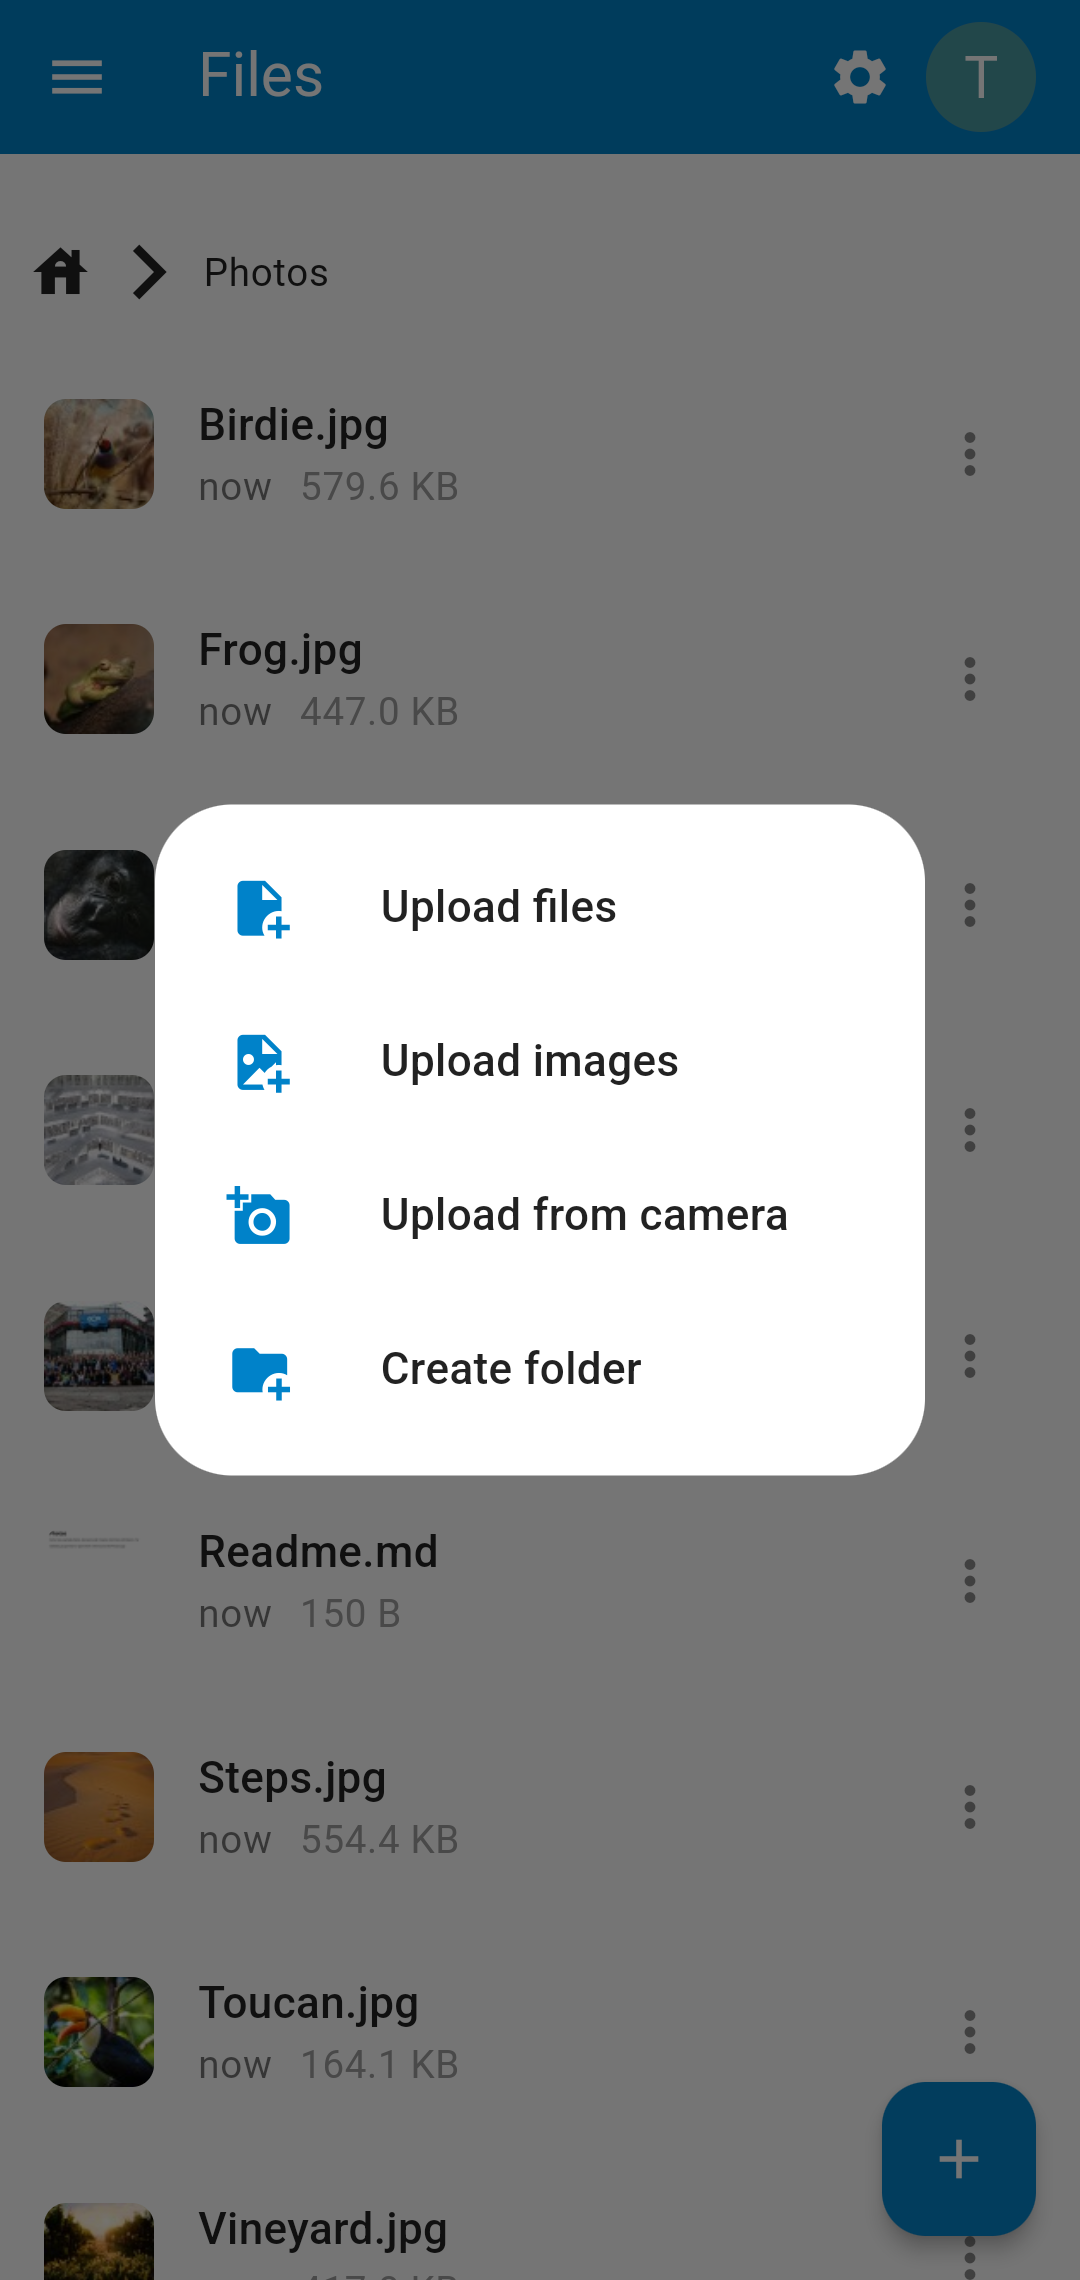 Files
T
Photos
Birdie.jpg
now 579.6 KB
Frog.jpg
now 447.0 KB
Upload files
Upload images
Upload from camera
Create folder
Readme.md
now 150 B
Steps.jpg
now 554.4 KB
Toucan.jpg
now 164.1 KB
Vineyard.jpg